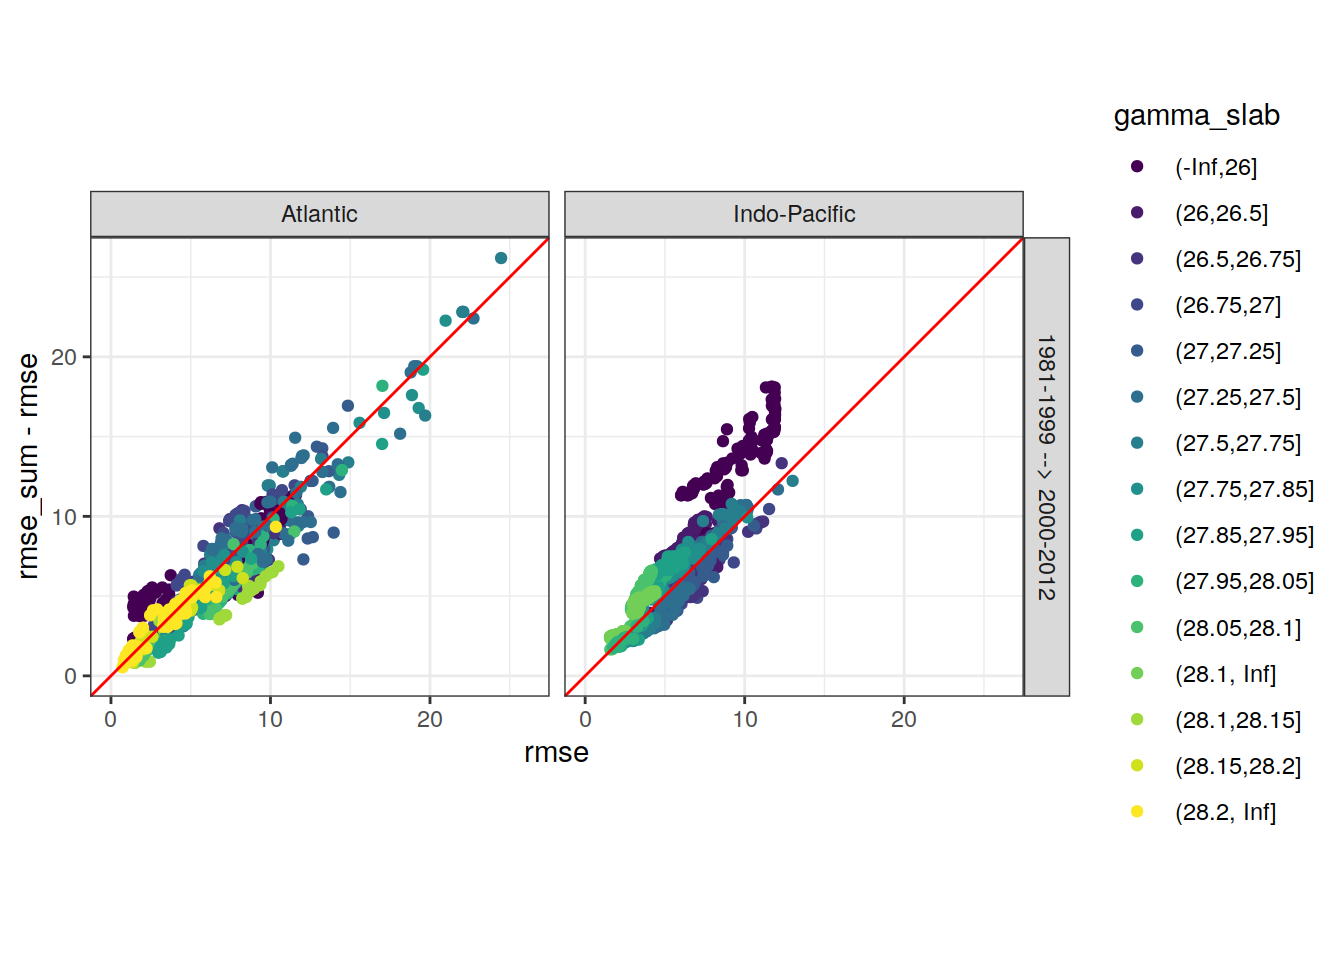 Atlantic
Indo-Pacific
1981-1999 --> 2000-2012
rmse_sum - rmse
20
10
0
0
10
20
0
10
20
rmse
gamma_slab
(-Inf,26]
(26,26.5]
(26.5,26.75]
(26.75,27]
(27,27.25]
(27.25,27.5]
(27.5,27.75]
(27.75,27.85]
(27.85,27.95]
(27.95,28.05]
(28.05,28.1]
(28.1, Inf]
(28.1,28.15]
(28.15,28.2]
(28.2, Inf]